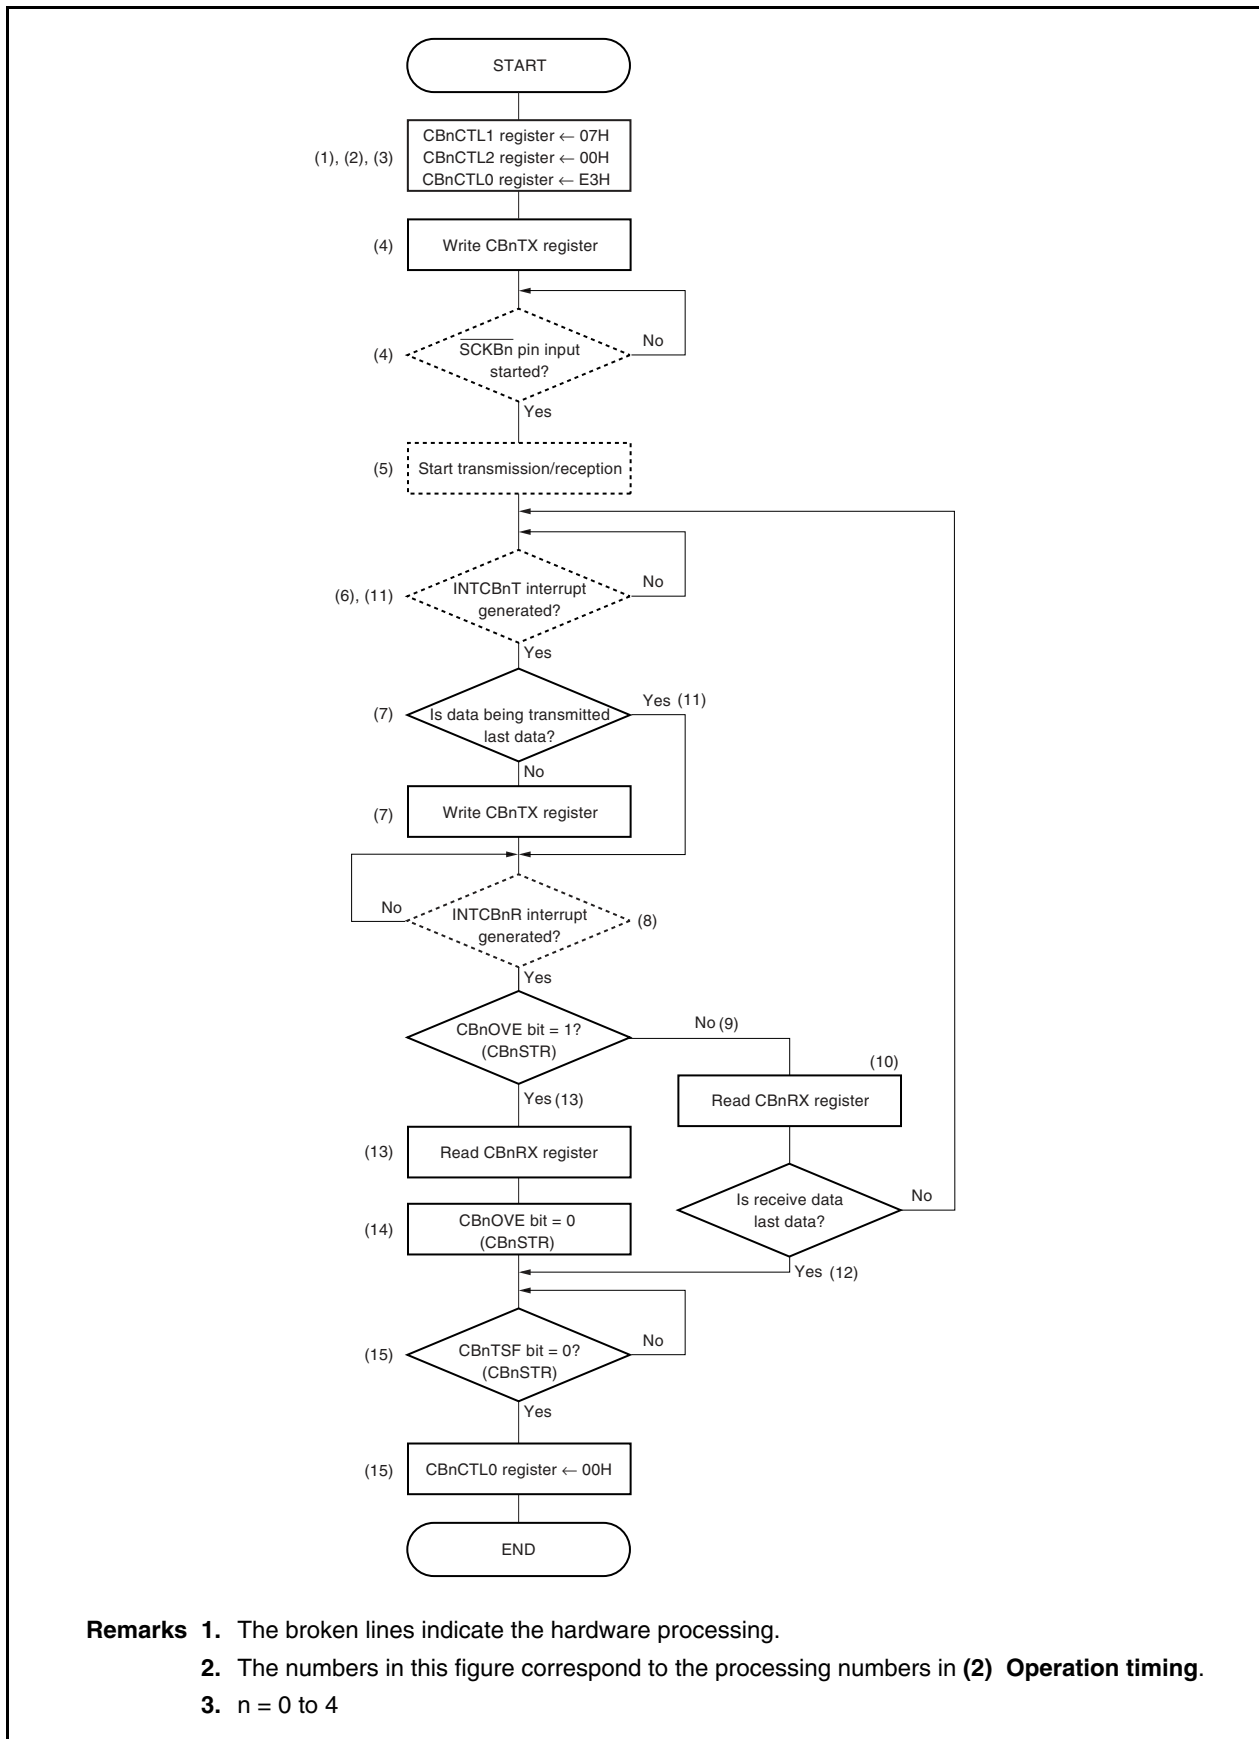 START
(1), (2), (3)
CBnCTL1 register ← 07H
CBnCTL2 register ← 00H
CBnCTL0 register ← E3H
(4)
Write CBnTX register
(4)
SCKBn pin input
started?
No
Yes
(5)
Start transmission/reception
(6), (11)
INTCBnT interrupt
generated?
No
Yes
(7)
Is data being transmitted
last data?
Yes (11)
No
(7)
Write CBnTX register
No
INTCBnR interrupt
generated?
(8)
Yes
CBnOVE bit = 1?
(CBnSTR)
No (9)
Yes (13)
(10)
Read CBnRX register
(13)
Read CBnRX register
Is receive data
last data?
No
Yes (12)
(14)
CBnOVE bit = 0
(CBnSTR)
(15)
CBnTSF bit = 0?
(CBnSTR)
No
Yes
(15)
CBnCTL0 register ← 00H
END
Remarks 1. The broken lines indicate the hardware processing.
2. The numbers in this figure correspond to the processing numbers in (2) Operation timing.
3. n = 0 to 4